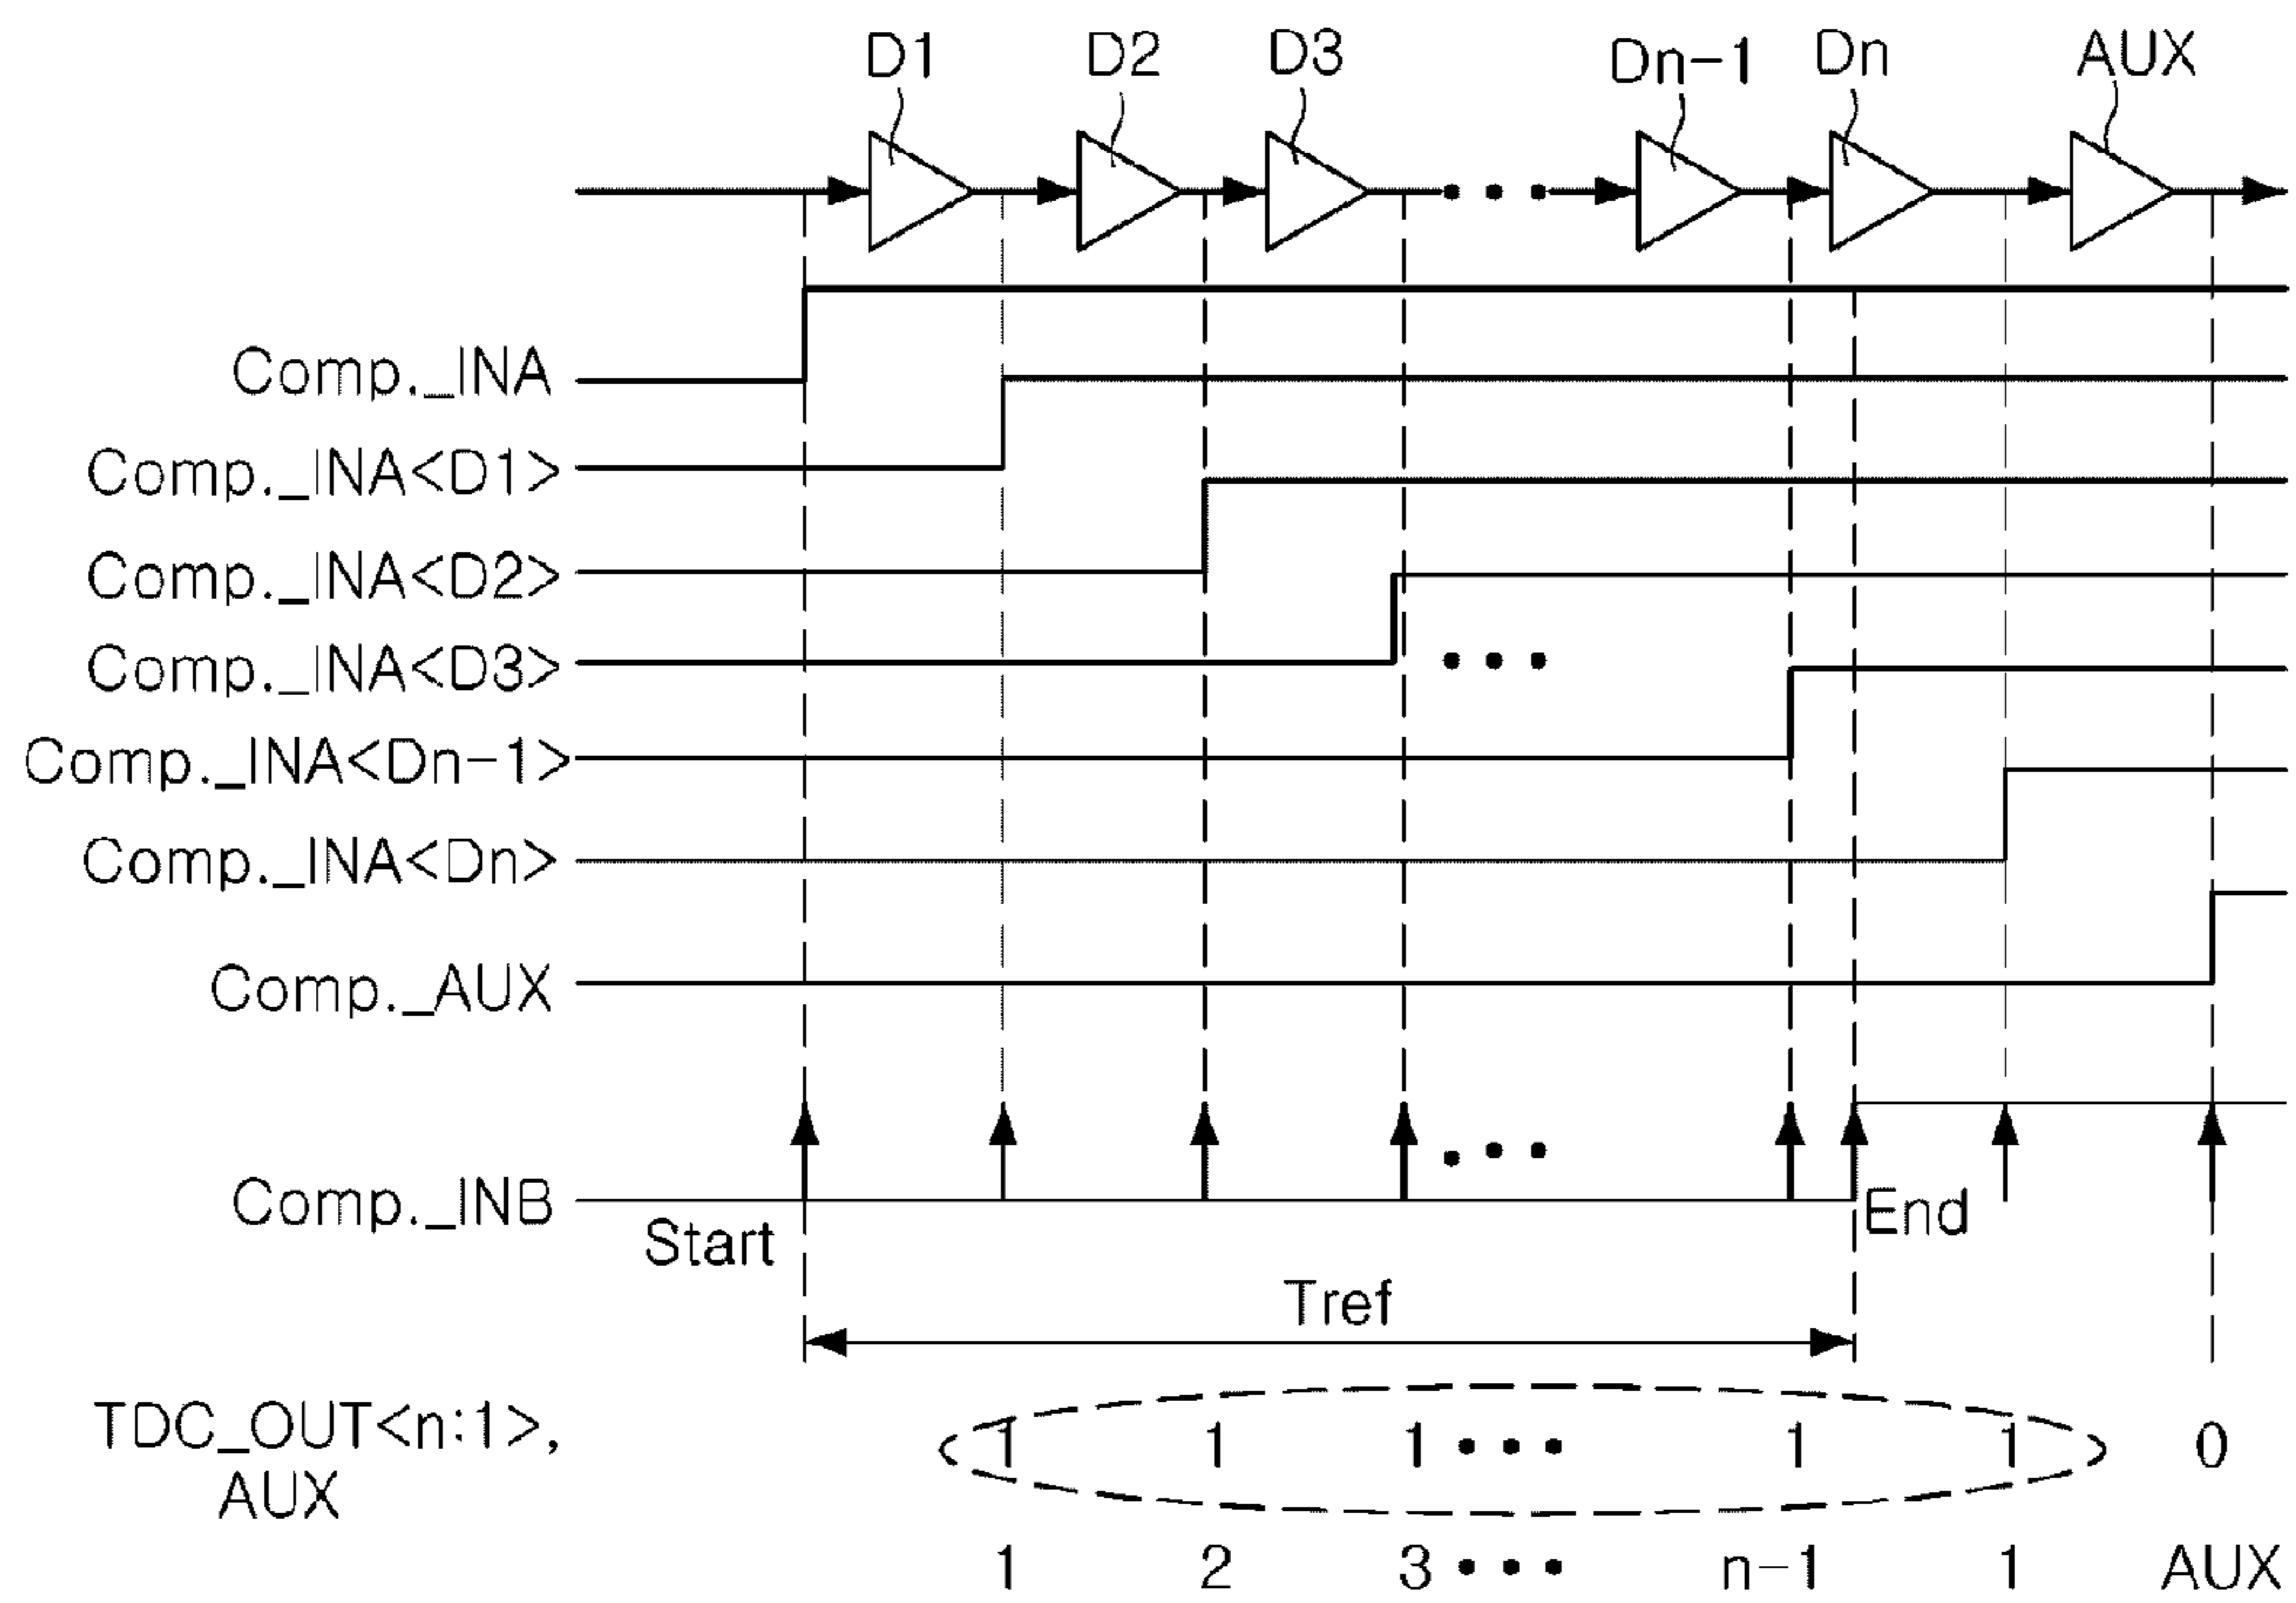 D1 D2 D3 Dn-1 Dn AUX
Comp._INA
Comp._INA<D1>
Comp._INA<D2>
Comp._INA<D3>
Comp._INA<Dn-1>
Comp._INA<Dn>
Comp._AUX
Comp._INB
Start
End
Tref
TDC_OUT<n:1>, 1 1 1 ••• 1 1 0
AUX
1 2 3 ••• n-1 1 AUX